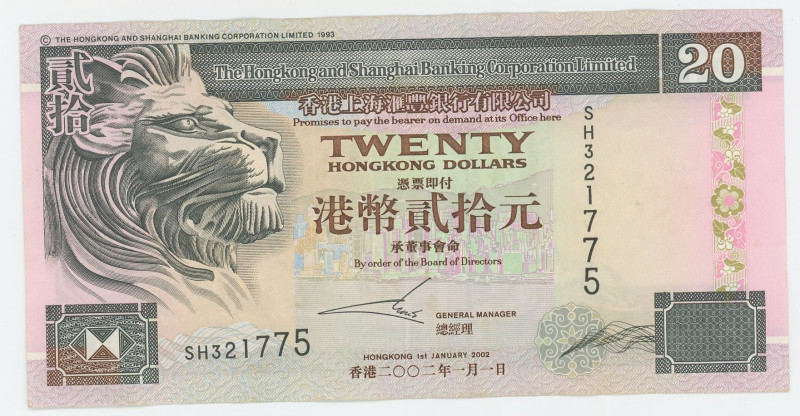 © THE HONGKONG AND SHANGHAI BANKING CORPORATION LIMITED 1993
貳拾
The Hongkong and Shanghai Banking Corporation Limited
20
香港上海滙豐銀行有限公司
Promises to pay the bearer on demand at its Office here
TWENTY
HONGKONG DOLLARS
憑票即付
港幣貳拾元
承董事會命
By order of the Board of Directors
SH321775
GENERAL MANAGER
總經理
SH321775
HONGKONG 1st JANUARY 2002
香港二〇〇二年一月一日